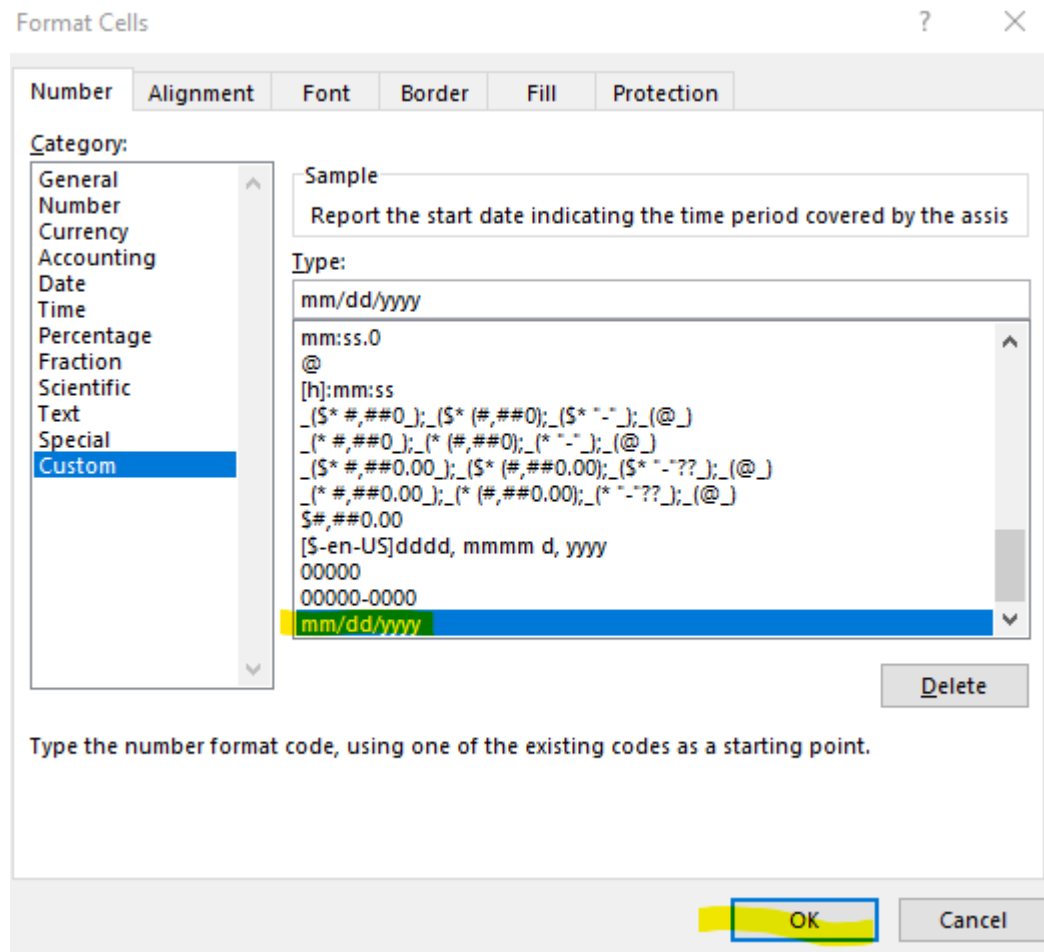 Format Cells ? ×
Number Alignment Font Border Fill Protection
Category:
General
Number
Currency
Accounting
Date
Time
Percentage
Fraction
Scientific
Text
Special
Custom
Sample
Report the start date indicating the time period covered by the assis
Type:
mm/dd/yyyy
mm:ss.0
@
[h]:mm:ss
_($* #,##0_);_($* (#,##0);_($* "-"_);_(@_)
_(* #,##0_);_(* (#,##0);_(* "-"_);_(@_)
_($* #,##0.00_);_($* (#,##0.00);_($* "-"??_);_(@_)
_(* #,##0.00_);_(* (#,##0.00);_(* "-"??_);_(@_)
$#,##0.00
[$-en-US]dddd, mmmm d, yyyy
00000
00000-0000
mm/dd/yyyy
Delete
Type the number format code, using one of the existing codes as a starting point.
OK Cancel